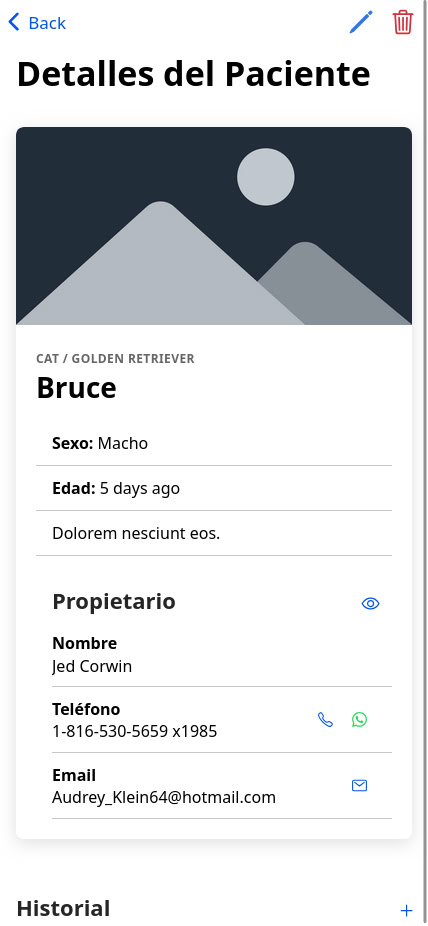 Back
Detalles del Paciente
CAT / GOLDEN RETRIEVER
Bruce
Sexo: Macho
Edad: 5 days ago
Dolorem nesciunt eos.
Propietario
Nombre
Jed Corwin
Teléfono
1-816-530-5659 x1985
Email
Audrey_Klein64@hotmail.com
Historial